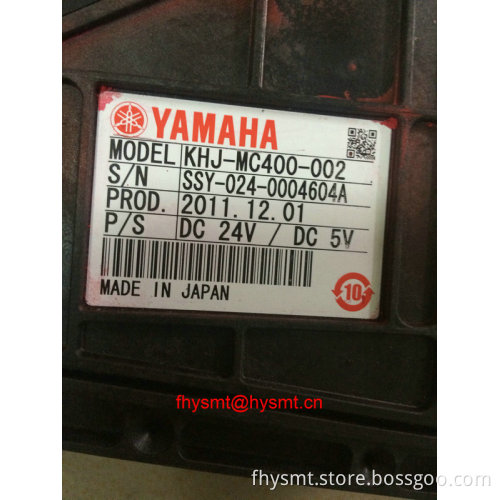 YAMAHA
MODEL KHJ-MC400-002
S/N SSY-024-0004604A
PROD. 2011.12.01
P/S DC 24V / DC 5V
MADE IN JAPAN
10
fhysmt@hysmt.cn
fhysmt.store.bossgoo.com